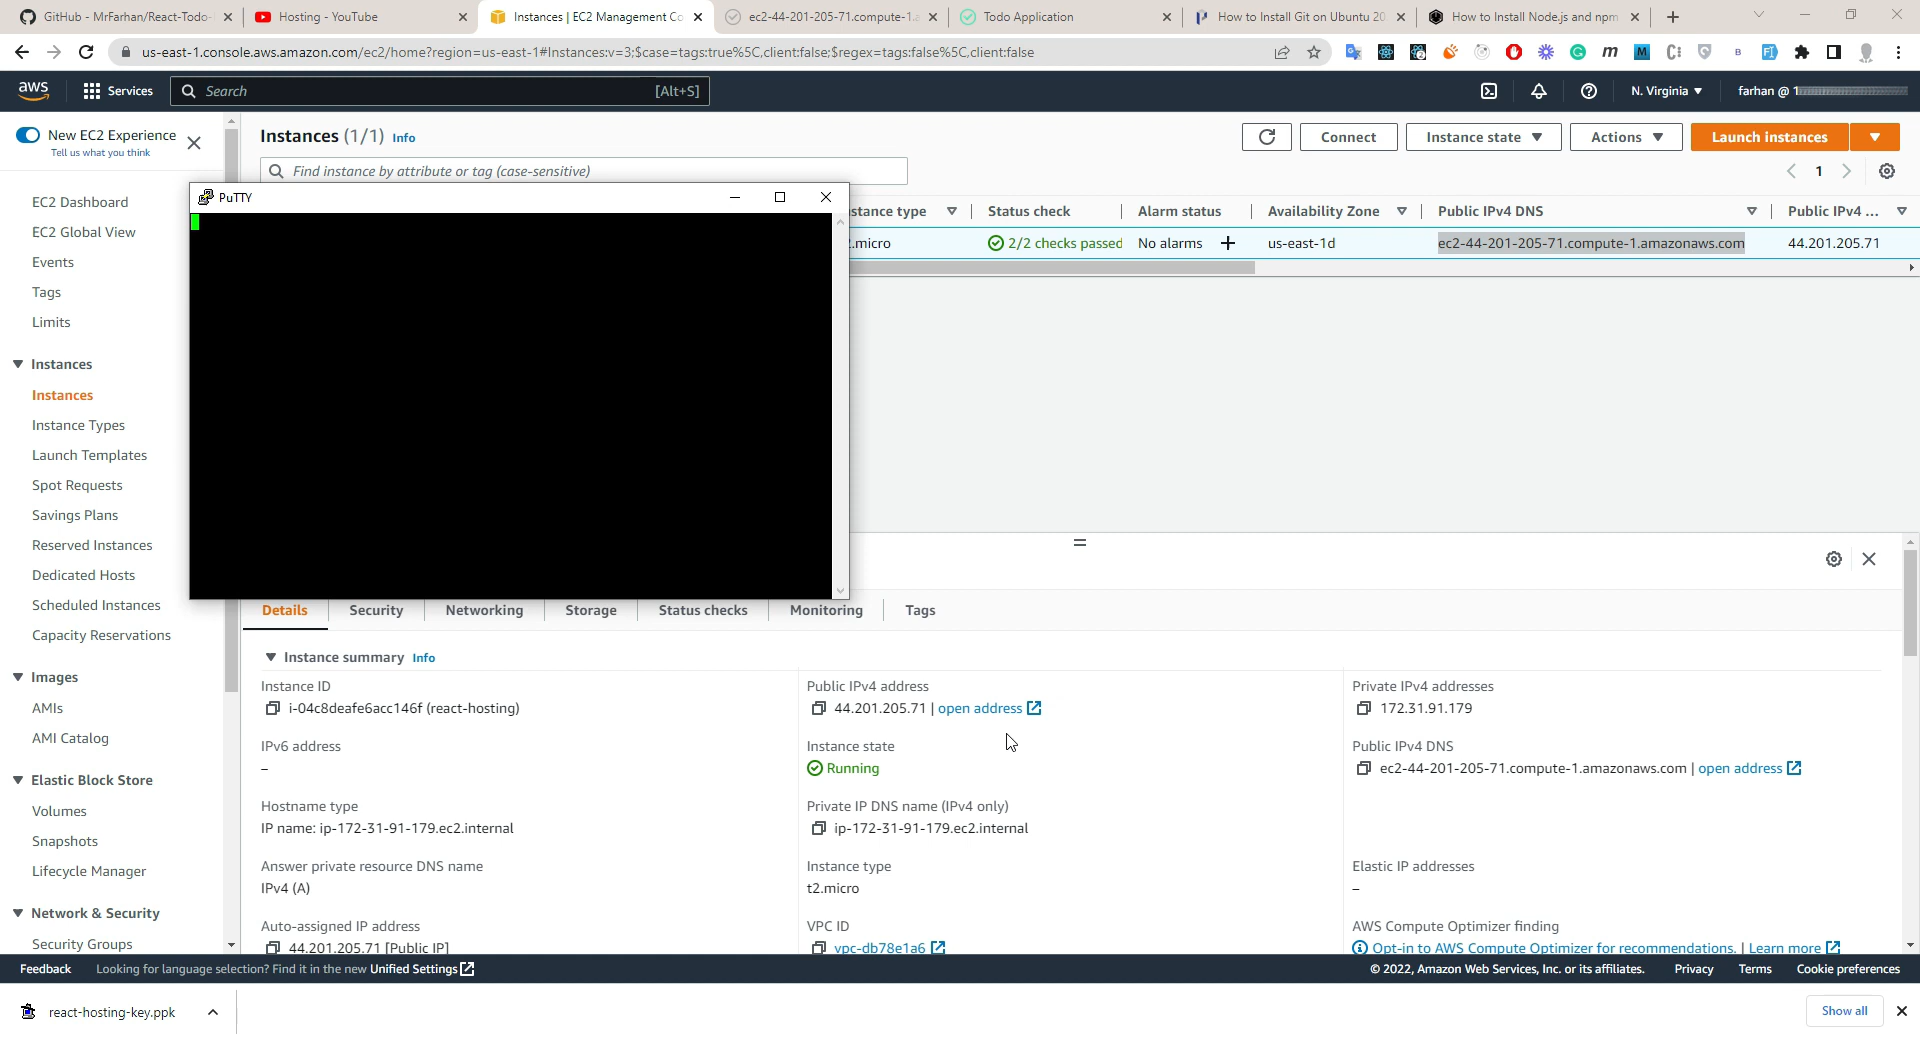 GitHub - MrFarhan/React-Todo-
Hosting - YouTube
Instances | EC2 Management Co
ec2-44-201-205-71.compute-1.a
Todo Application
How to Install Git on Ubuntu 20
How to Install Node.js and npm
us-east-1.console.aws.amazon.com/ec2/home?region=us-east-1#Instances:v=3;$case=tags:true%5C,client:false;$regex=tags:false%5C,client:false
aws
Services
Search
[Alt+S]
N. Virginia
farhan @ 1
New EC2 Experience
Tell us what you think
Instances (1/1) Info
Connect
Instance state
Actions
Launch instances
Find instance by attribute or tag (case-sensitive)
1
PuTTY
stance type
Status check
Alarm status
Availability Zone
Public IPv4 DNS
Public IPv4 ...
.micro
2/2 checks passed
No alarms
us-east-1d
ec2-44-201-205-71.compute-1.amazonaws.com
44.201.205.71
EC2 Dashboard
EC2 Global View
Events
Tags
Limits
Instances
Instances
Instance Types
Launch Templates
Spot Requests
Savings Plans
Reserved Instances
Dedicated Hosts
Scheduled Instances
Capacity Reservations
Images
AMIs
AMI Catalog
Elastic Block Store
Volumes
Snapshots
Lifecycle Manager
Network & Security
Security Groups
Details
Security
Networking
Storage
Status checks
Monitoring
Tags
Instance summary Info
Instance ID
i-04c8deafe6acc146f (react-hosting)
Public IPv4 address
44.201.205.71 | open address
Private IPv4 addresses
172.31.91.179
IPv6 address
–
Instance state
Running
Public IPv4 DNS
ec2-44-201-205-71.compute-1.amazonaws.com | open address
Hostname type
IP name: ip-172-31-91-179.ec2.internal
Private IP DNS name (IPv4 only)
ip-172-31-91-179.ec2.internal
Answer private resource DNS name
IPv4 (A)
Instance type
t2.micro
Elastic IP addresses
–
Auto-assigned IP address
44.201.205.71 [Public IP]
VPC ID
vpc-db78e1a6
AWS Compute Optimizer finding
Opt-in to AWS Compute Optimizer for recommendations. | Learn more
Feedback
Looking for language selection? Find it in the new Unified Settings
© 2022, Amazon Web Services, Inc. or its affiliates.
Privacy
Terms
Cookie preferences
react-hosting-key.ppk
Show all